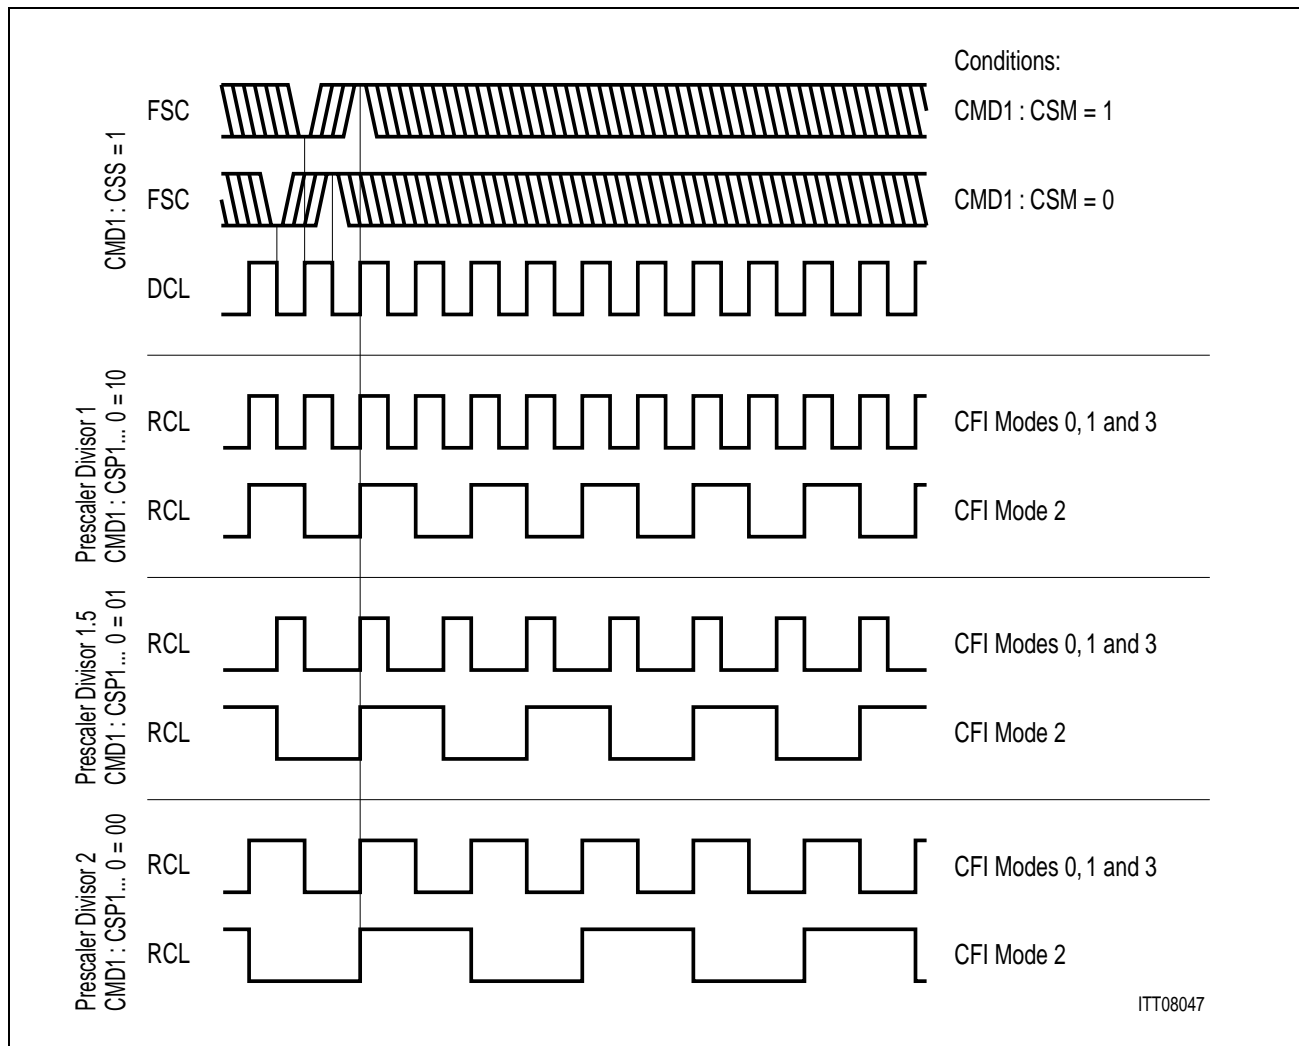 Conditions:
CMD1 : CSS = 1
FSC
CMD1 : CSM = 1
FSC
CMD1 : CSM = 0
DCL
Prescaler Divisor 1
CMD1 : CSP1... 0 = 10
RCL
CFI Modes 0, 1 and 3
RCL
CFI Mode 2
Prescaler Divisor 1.5
CMD1 : CSP1... 0 = 01
RCL
CFI Modes 0, 1 and 3
RCL
CFI Mode 2
Prescaler Divisor 2
CMD1 : CSP1... 0 = 00
RCL
CFI Modes 0, 1 and 3
RCL
CFI Mode 2
ITT08047